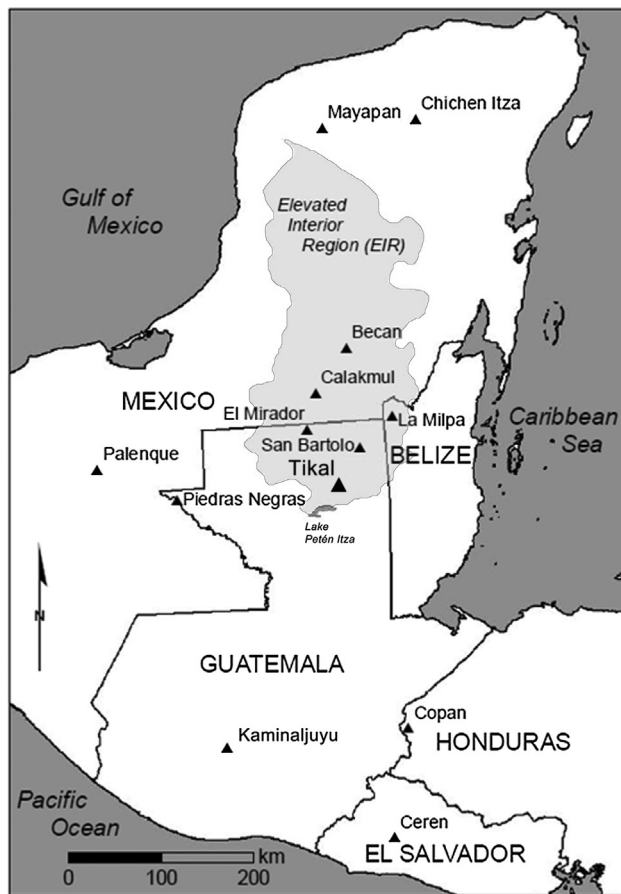 Mayapan
Chichen Itza
Gulf of
Mexico
Elevated
Interior
Region (EIR)
Becan
Calakmul
MEXICO
El Mirador
La Milpa
Caribbean
Sea
San Bartolo
BELIZE
Palenque
Tikal
Piedras Negras
Lake
Petén Itza
N
GUATEMALA
Copan
HONDURAS
Kaminaljuyu
Pacific
Ocean
Ceren
EL SALVADOR
km
0 100 200